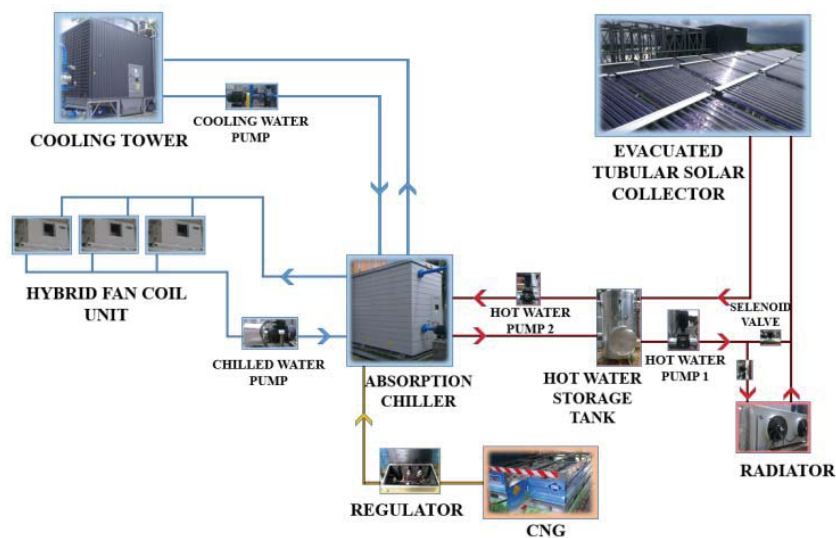 COOLING TOWER
COOLING WATER
PUMP
EVACUATED
TUBULAR SOLAR
COLLECTOR
HYBRID FAN COIL
UNIT
CHILLED WATER
PUMP
ABSORPTION
CHILLER
HOT WATER
PUMP 2
HOT WATER
STORAGE
TANK
SELENOID
VALVE
HOT WATER
PUMP 1
RADIATOR
REGULATOR
CNG